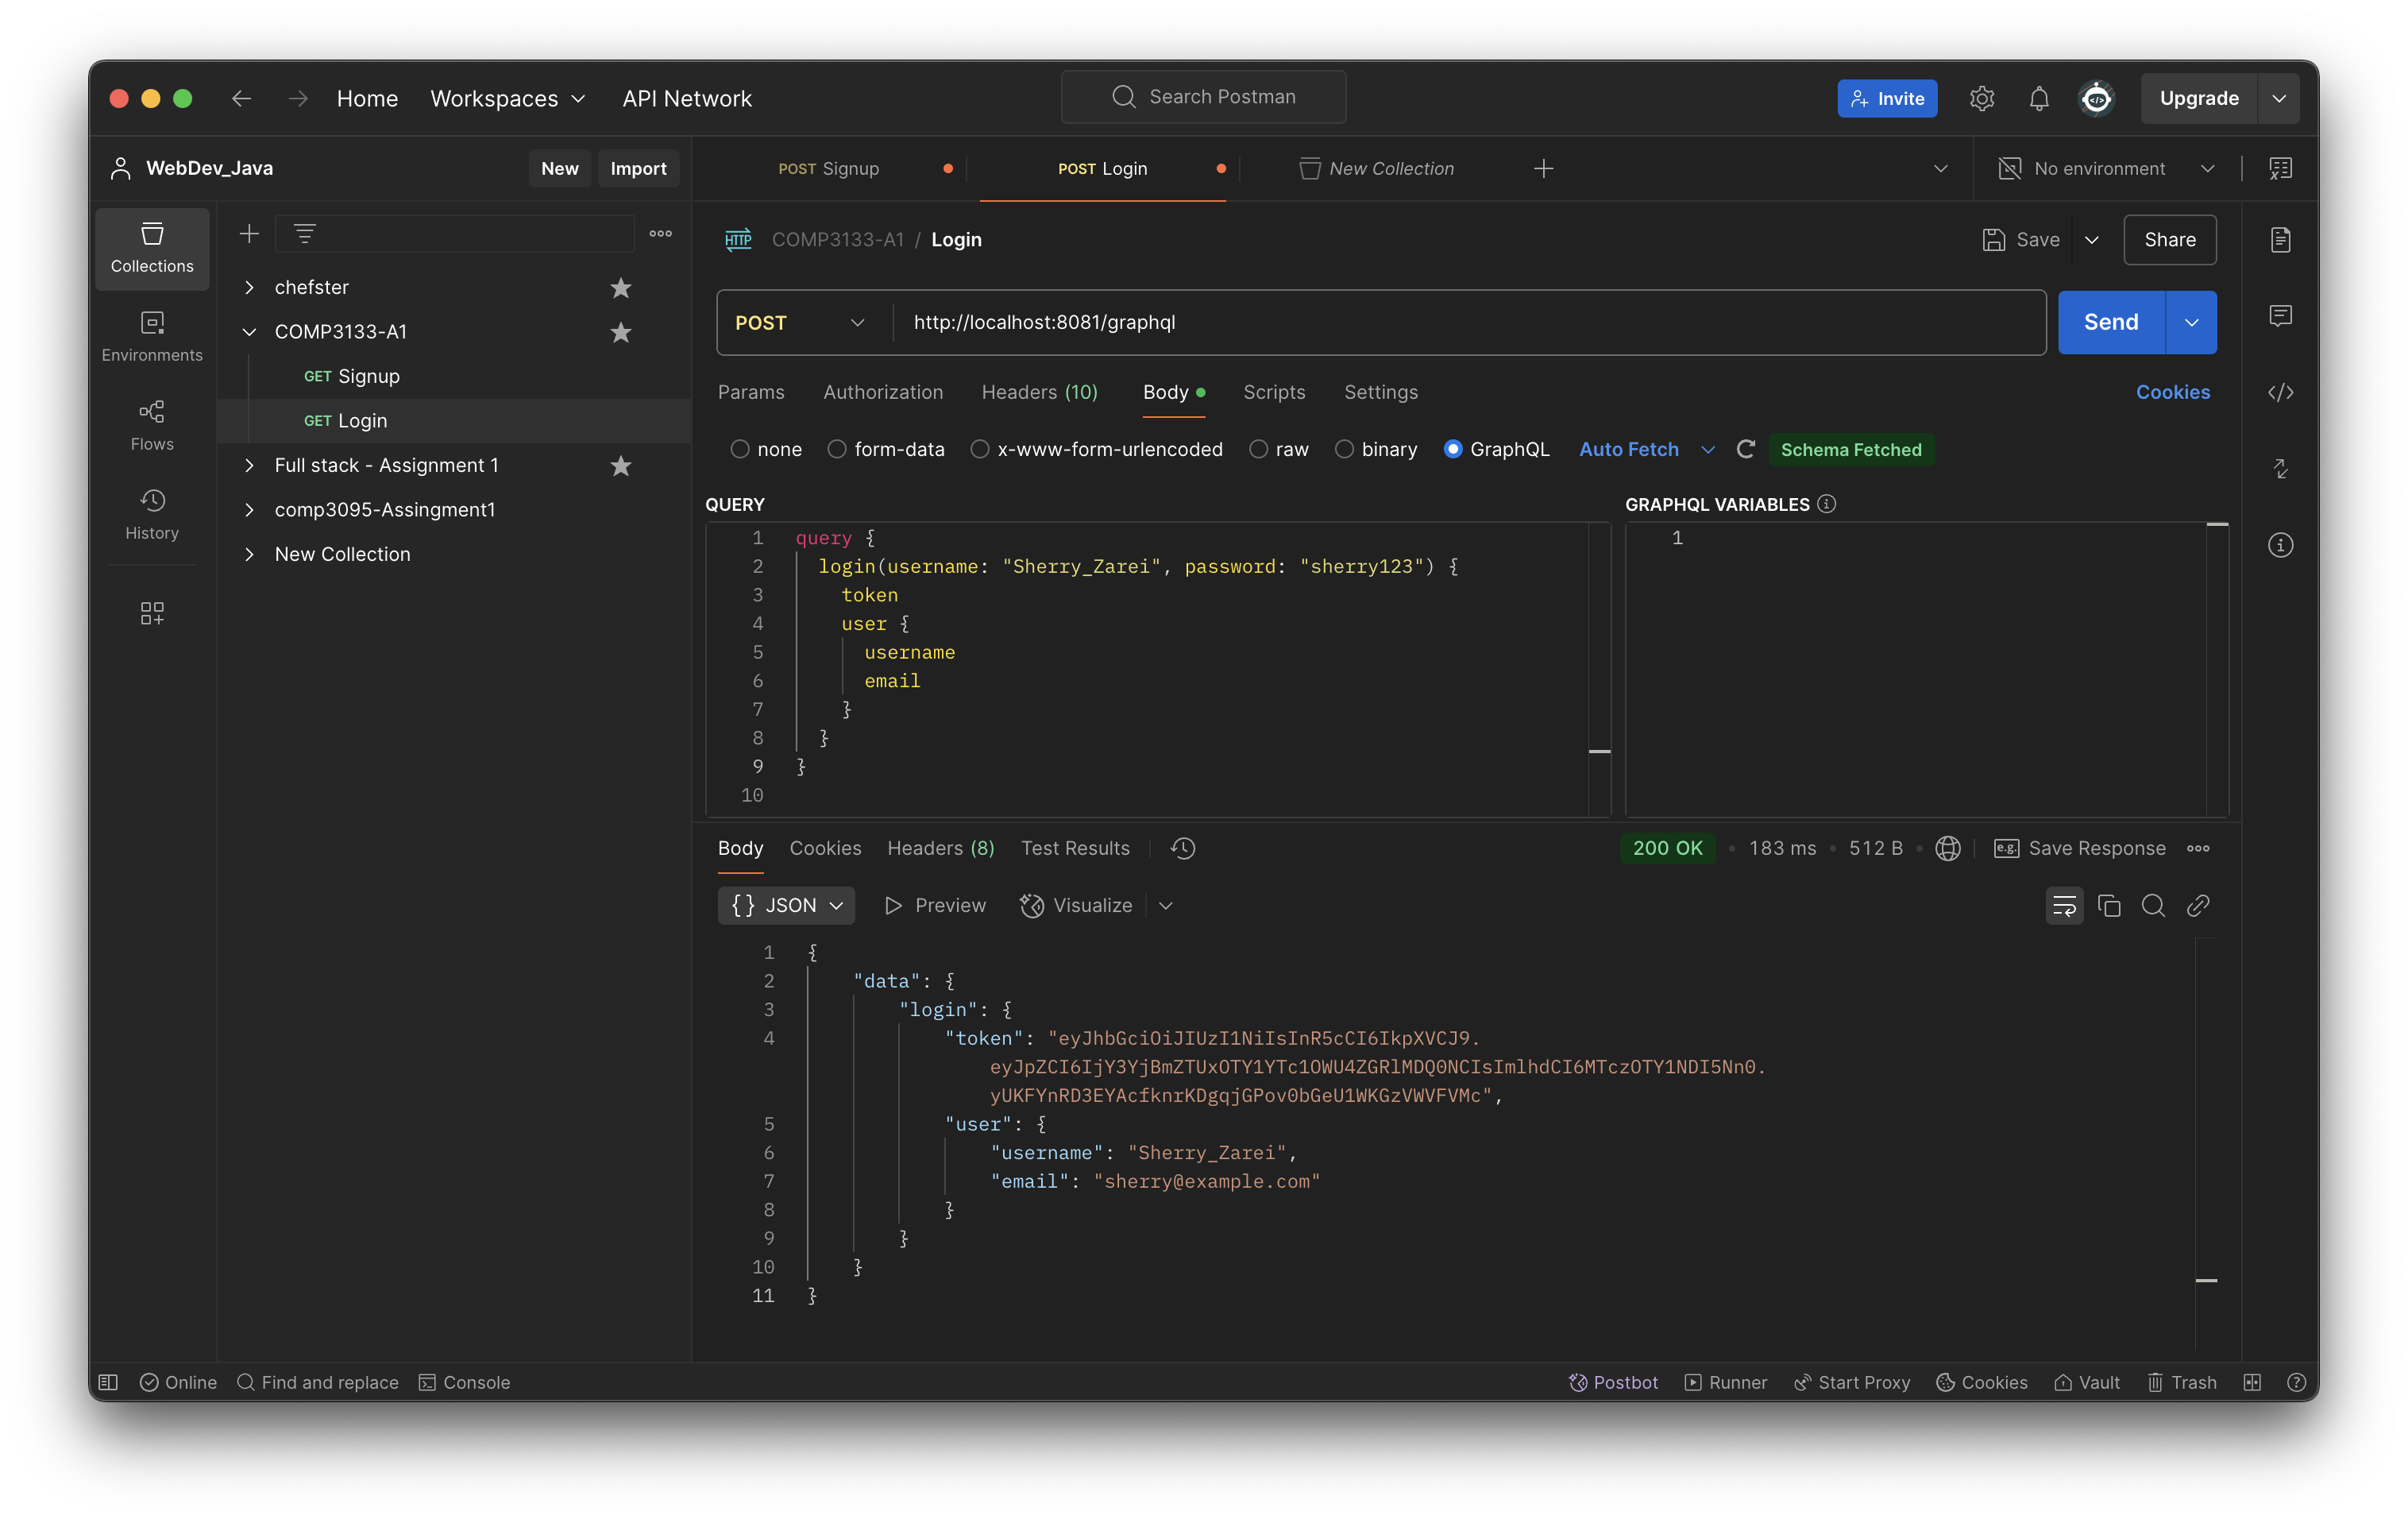 Home Workspaces API Network Search Postman Invite Upgrade
WebDev_Java New Import POST Signup POST Login New Collection No environment
Collections
Environments
Flows
History
chefster
COMP3133-A1
GET Signup
GET Login
Full stack - Assignment 1
comp3095-Assingment1
New Collection
HTTP COMP3133-A1 / Login Save Share
POST http://localhost:8081/graphql Send
Params Authorization Headers (10) Body Scripts Settings Cookies
none form-data x-www-form-urlencoded raw binary GraphQL Auto Fetch Schema Fetched
QUERY
1 query {
2 login(username: "Sherry_Zarei", password: "sherry123") {
3 token
4 user {
5 username
6 email
7 }
8 }
9 }
10
GRAPHQL VARIABLES
1
Body Cookies Headers (8) Test Results 200 OK • 183 ms • 512 B • e.g. Save Response
{} JSON Preview Visualize
1 {
2 "data": {
3 "login": {
4 "token": "eyJhbGciOiJIUzI1NiIsInR5cCI6IkpXVCJ9.
eyJpZCI6IjY3YjBmZTUxOTY1YTc1OWU4ZGRlMDQ0NCIsImlhdCI6MTczOTY1NDI5Nn0.
yUKFYnRD3EYAcfknrKDgqjGPov0bGeU1WKGzVWVFVMc",
5 "user": {
6 "username": "Sherry_Zarei",
7 "email": "sherry@example.com"
8 }
9 }
10 }
11 }
Online Find and replace Console Postbot Runner Start Proxy Cookies Vault Trash